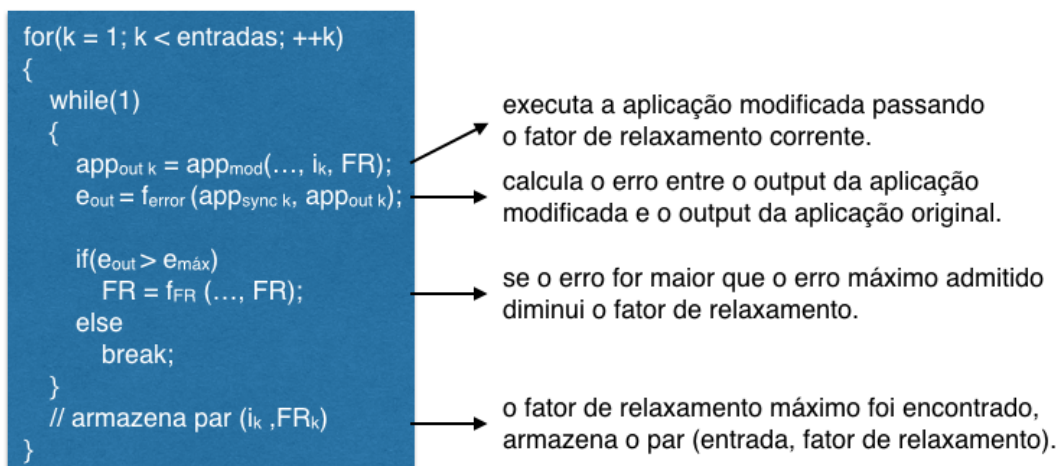 for(k = 1; k < entradas; ++k)
{
while(1)
{
executa a aplicação modificada passando
o fator de relaxamento corrente.
appout k = appmod(…, ik, FR);
eout = ferror (appsync k, appout k);
calcula o erro entre o output da aplicação
modificada e o output da aplicação original.
if(eout > emáx)
FR = fFR (…, FR);
se o erro for maior que o erro máximo admitido
diminui o fator de relaxamento.
else
break;
}
// armazena par (ik ,FRk)
}
o fator de relaxamento máximo foi encontrado,
armazena o par (entrada, fator de relaxamento).